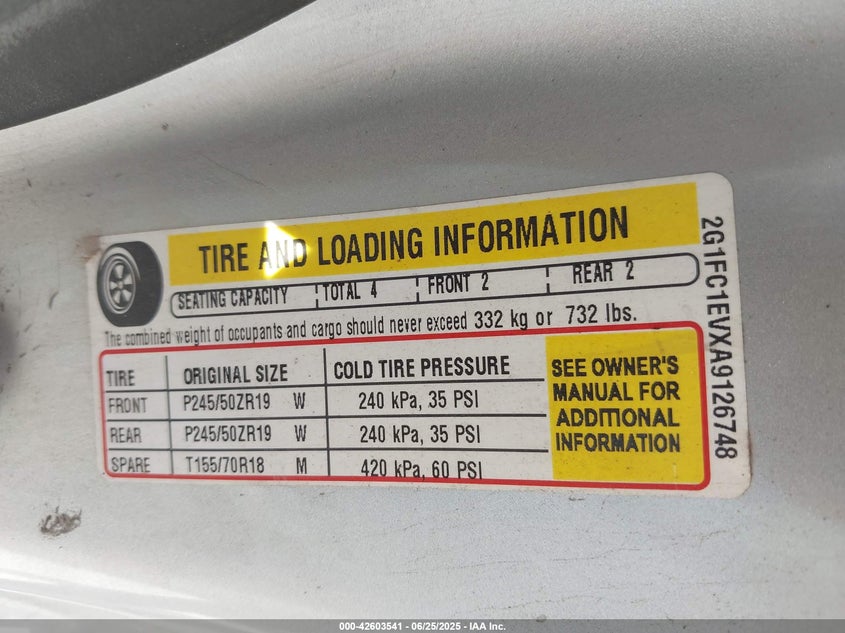 TIRE AND LOADING INFORMATION
SEATING CAPACITY TOTAL 4 FRONT 2 REAR 2
The combined weight of occupants and cargo should never exceed 332 kg or 732 lbs.
TIRE ORIGINAL SIZE COLD TIRE PRESSURE
FRONT P245/50ZR19 W 240 kPa, 35 PSI
REAR P245/50ZR19 W 240 kPa, 35 PSI
SPARE T155/70R18 M 420 kPa, 60 PSI
SEE OWNER'S
MANUAL FOR
ADDITIONAL
INFORMATION
2G1FC1EVXA9126748
000-42603541 - 06/25/2025 - IAA Inc.